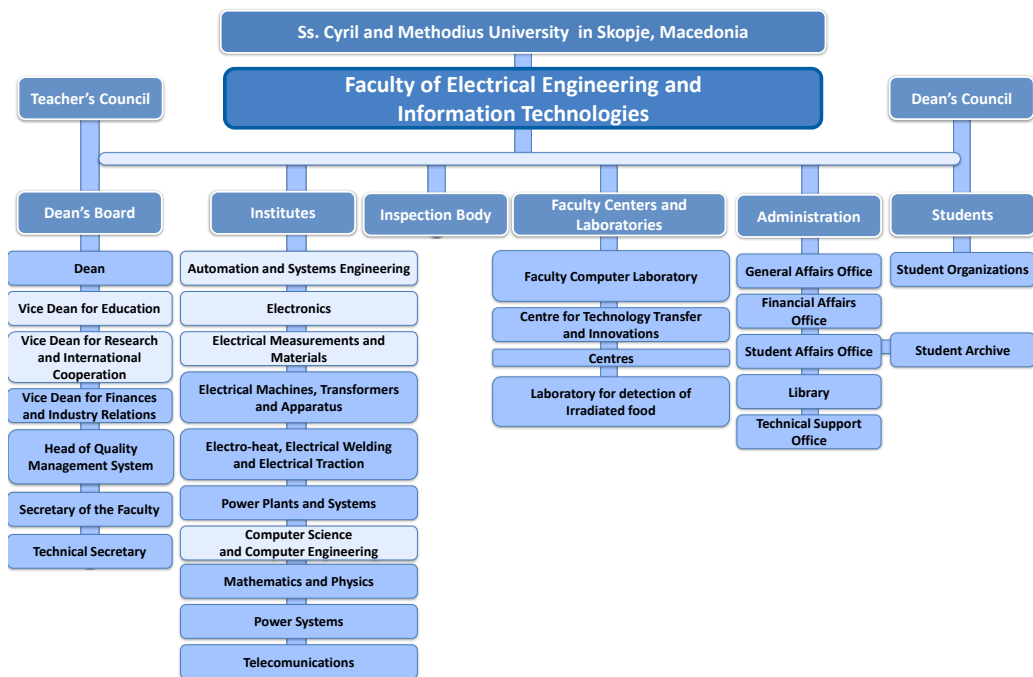 Ss. Cyril and Methodius University in Skopje, Macedonia
Faculty of Electrical Engineering and
Information Technologies
Teacher's Council
Dean's Council
Dean's Board
Institutes
Inspection Body
Faculty Centers and
Laboratories
Administration
Students
Dean
Vice Dean for Education
Vice Dean for Research
and International
Cooperation
Vice Dean for Finances
and Industry Relations
Head of Quality
Management System
Secretary of the Faculty
Technical Secretary
Automation and Systems Engineering
Electronics
Electrical Measurements and
Materials
Electrical Machines, Transformers
and Apparatus
Electro-heat, Electrical Welding
and Electrical Traction
Power Plants and Systems
Computer Science
and Computer Engineering
Mathematics and Physics
Power Systems
Telecomunications
Faculty Computer Laboratory
Centre for Technology Transfer
and Innovations
Centres
Laboratory for detection of
Irradiated food
General Affairs Office
Financial Affairs
Office
Student Affairs Office
Library
Technical Support
Office
Student Organizations
Student Archive